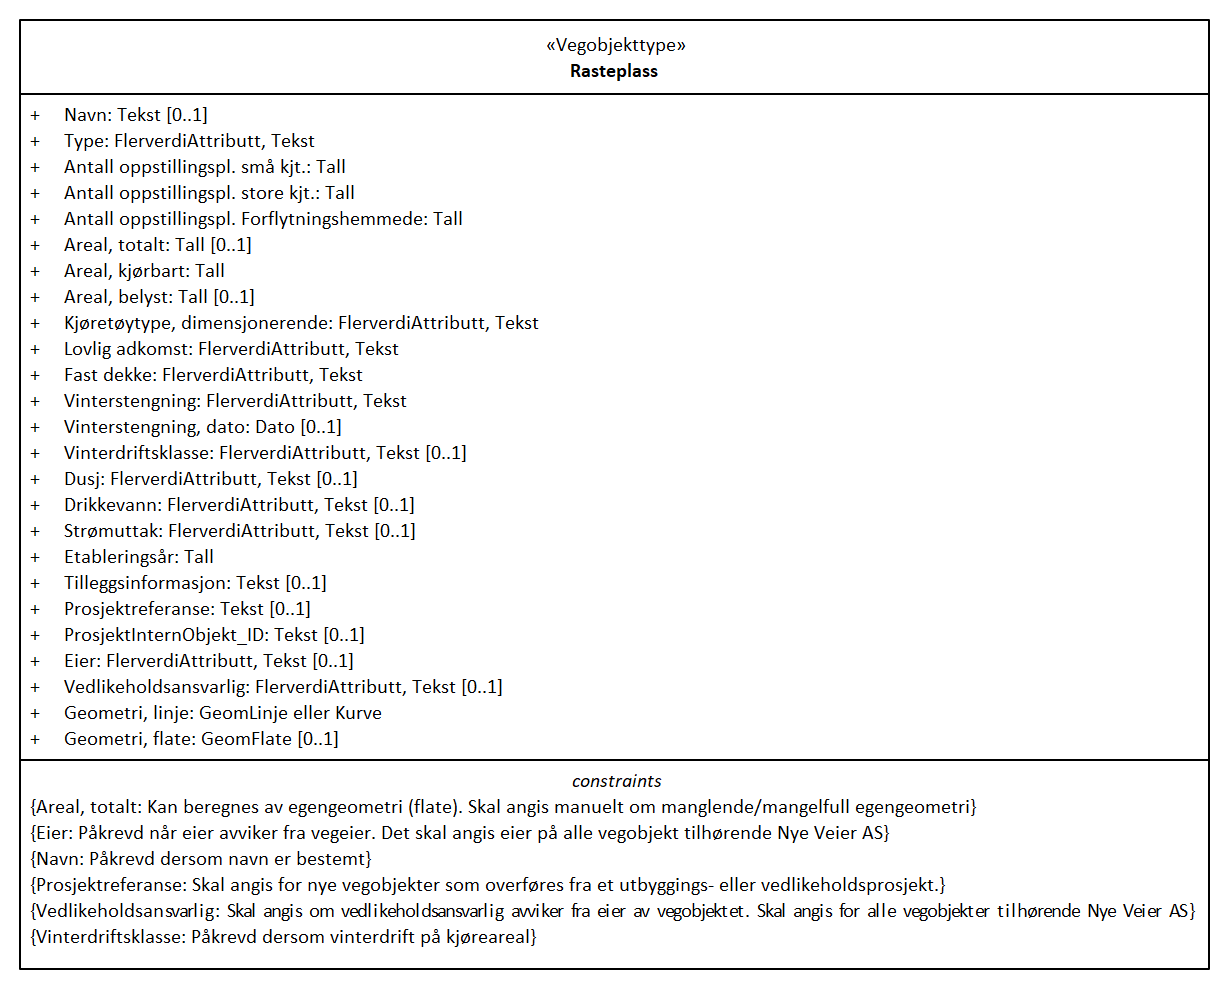 «Vegobjekttype»
Rasteplass
+ Navn: Tekst [0..1]
+ Type: FlerverdiAttributt, Tekst
+ Antall oppstillingspl. små kjt.: Tall
+ Antall oppstillingspl. store kjt.: Tall
+ Antall oppstillingspl. Forflytningshemmede: Tall
+ Areal, totalt: Tall [0..1]
+ Areal, kjørbart: Tall
+ Areal, belyst: Tall [0..1]
+ Kjøretøytype, dimensjonerende: FlerverdiAttributt, Tekst
+ Lovlig adkomst: FlerverdiAttributt, Tekst
+ Fast dekke: FlerverdiAttributt, Tekst
+ Vinterstengning: FlerverdiAttributt, Tekst
+ Vinterstengning, dato: Dato [0..1]
+ Vinterdriftsklasse: FlerverdiAttributt, Tekst [0..1]
+ Dusj: FlerverdiAttributt, Tekst [0..1]
+ Drikkevann: FlerverdiAttributt, Tekst [0..1]
+ Strømuttak: FlerverdiAttributt, Tekst [0..1]
+ Etableringsår: Tall
+ Tilleggsinformasjon: Tekst [0..1]
+ Prosjektreferanse: Tekst [0..1]
+ ProsjektInternObjekt_ID: Tekst [0..1]
+ Eier: FlerverdiAttributt, Tekst [0..1]
+ Vedlikeholdsansvarlig: FlerverdiAttributt, Tekst [0..1]
+ Geometri, linje: GeomLinje eller Kurve
+ Geometri, flate: GeomFlate [0..1]
constraints
{Areal, totalt: Kan beregnes av egengeometri (flate). Skal angis manuelt om manglende/mangelfull egengeometri}
{Eier: Påkrevd når eier avviker fra vegeier. Det skal angis eier på alle vegobjekt tilhørende Nye Veier AS}
{Navn: Påkrevd dersom navn er bestemt}
{Prosjektreferanse: Skal angis for nye vegobjekter som overføres fra et utbyggings- eller vedlikeholdsprosjekt.}
{Vedlikeholdsansvarlig: Skal angis om vedlikeholdsansvarlig avviker fra eier av vegobjektet. Skal angis for alle vegobjekter tilhørende Nye Veier AS}
{Vinterdriftsklasse: Påkrevd dersom vinterdrift på kjøreareal}